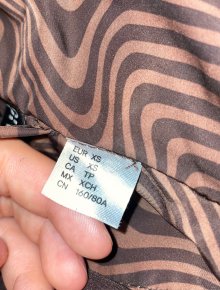 EUR XS
US XS
CA TP
MX XCH
CN 160/80A